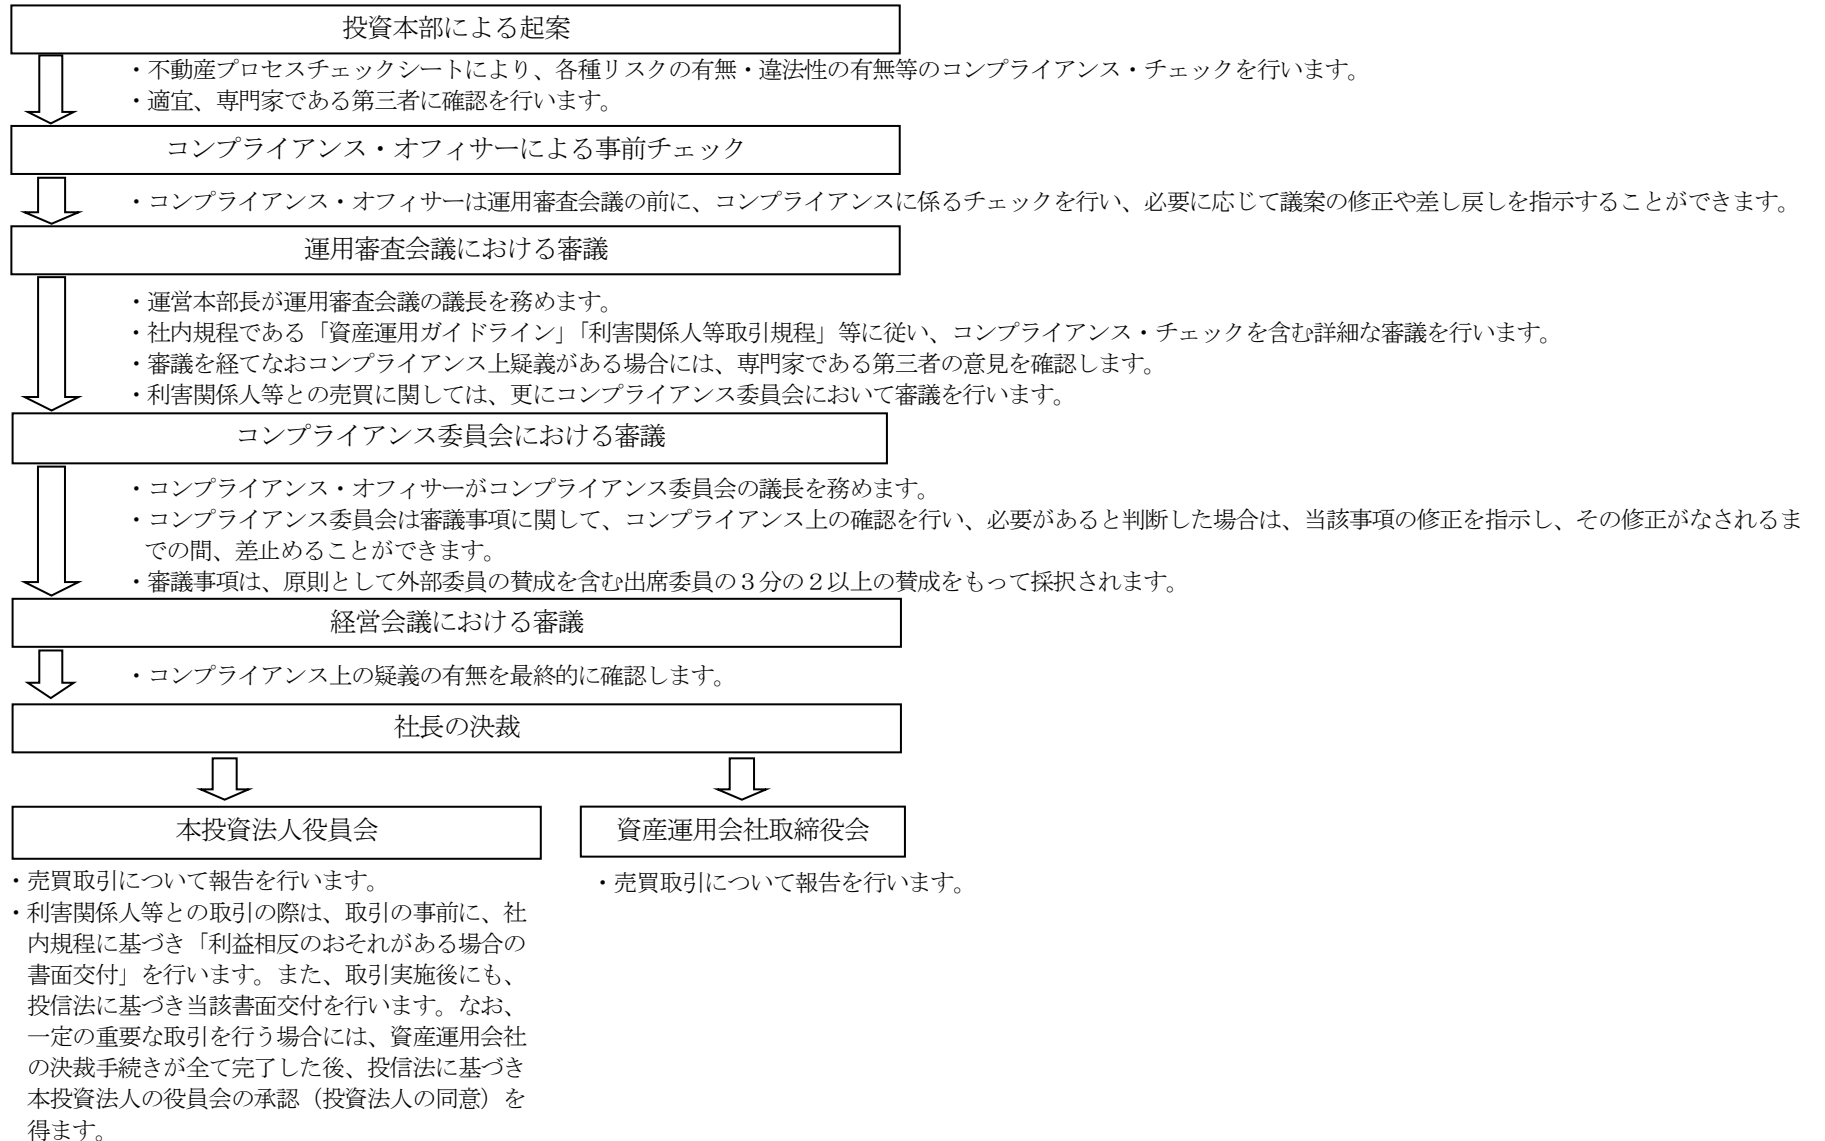 投資本部による起案
・不動産プロセスチェックシートにより、各種リスクの有無・違法性の有無等のコンプライアンス・チェックを行います。
・適宜、専門家である第三者に確認を行います。
コンプライアンス・オフィサーによる事前チェック
・コンプライアンス・オフィサーは運用審査会議の前に、コンプライアンスに係るチェックを行い、必要に応じて議案の修正や差し戻しを指示することができます。
運用審査会議における審議
・運営本部長が運用審査会議の議長を務めます。
・社内規程である「資産運用ガイドライン」「利害関係人等取引規程」等に従い、コンプライアンス・チェックを含む詳細な審議を行います。
・審議を経てなおコンプライアンス上疑義がある場合には、専門家である第三者の意見を確認します。
・利害関係人等との売買に関しては、更にコンプライアンス委員会において審議を行います。
コンプライアンス委員会における審議
・コンプライアンス・オフィサーがコンプライアンス委員会の議長を務めます。
・コンプライアンス委員会は審議事項に関して、コンプライアンス上の確認を行い、必要があると判断した場合は、当該事項の修正を指示し、その修正がなされるま
での間、差止めることができます。
・審議事項は、原則として外部委員の賛成を含む出席委員の３分の２以上の賛成をもって採択されます。
経営会議における審議
・コンプライアンス上の疑義の有無を最終的に確認します。
社長の決裁
本投資法人役員会
・売買取引について報告を行います。
・利害関係人等との取引の際は、取引の事前に、社
内規程に基づき「利益相反のおそれがある場合の
書面交付」を行います。また、取引実施後にも、
投信法に基づき当該書面交付を行います。なお、
一定の重要な取引を行う場合には、資産運用会社
の決裁手続きが全て完了した後、投信法に基づき
本投資法人の役員会の承認（投資法人の同意）を
得ます。
資産運用会社取締役会
・売買取引について報告を行います。